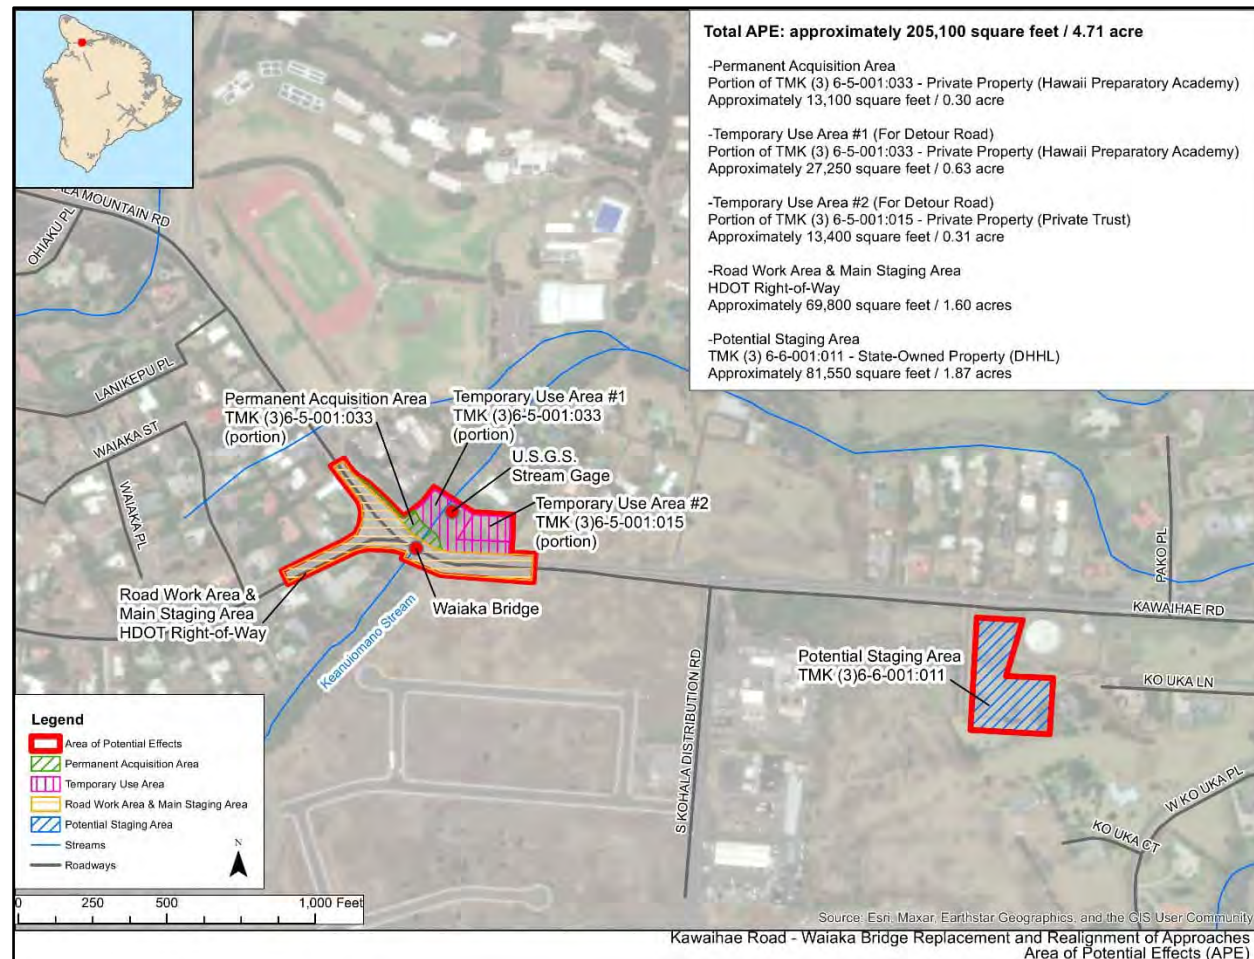 Total APE: approximately 205,100 square feet / 4.71 acre
-Permanent Acquisition Area
Portion of TMK (3) 6-5-001:033 - Private Property (Hawaii Preparatory Academy)
Approximately 13,100 square feet / 0.30 acre
-Temporary Use Area #1 (For Detour Road)
Portion of TMK (3) 6-5-001:033 - Private Property (Hawaii Preparatory Academy)
Approximately 27,250 square feet / 0.63 acre
-Temporary Use Area #2 (For Detour Road)
Portion of TMK (3) 6-5-001:015 - Private Property (Private Trust)
Approximately 13,400 square feet / 0.31 acre
-Road Work Area & Main Staging Area
HDOT Right-of-Way
Approximately 69,800 square feet / 1.60 acres
-Potential Staging Area
TMK (3) 6-6-001:011 - State-Owned Property (DHHL)
Approximately 81,550 square feet / 1.87 acres
MOUNTAIN RD
OHIAKU PL
LANIKEPU PL
WAIAKA ST
WAIAKA PL
Permanent Acquisition Area
TMK (3)6-5-001:033
(portion)
Temporary Use Area #1
TMK (3)6-5-001:033
(portion)
U.S.G.S.
Stream Gage
Temporary Use Area #2
TMK (3)6-5-001:015
(portion)
Road Work Area &
Main Staging Area
HDOT Right-of-Way
Waiaka Bridge
Keanuiomano Stream
PAKO PL
KAWAIHAE RD
S KOHALA DISTRIBUTION RD
Potential Staging Area
TMK (3)6-6-001:011
KO UKA LN
W KO UKA PL
KO UKA CT
Legend
Area of Potential Effects
Permanent Acquisition Area
Temporary Use Area
Road Work Area & Main Staging Area
Potential Staging Area
Streams
Roadways
N
0 250 500 1,000 Feet
Source: Esri, Maxar, Earthstar Geographics, and the GIS User Community
Kawaihae Road - Waiaka Bridge Replacement and Realignment of Approaches
Area of Potential Effects (APE)